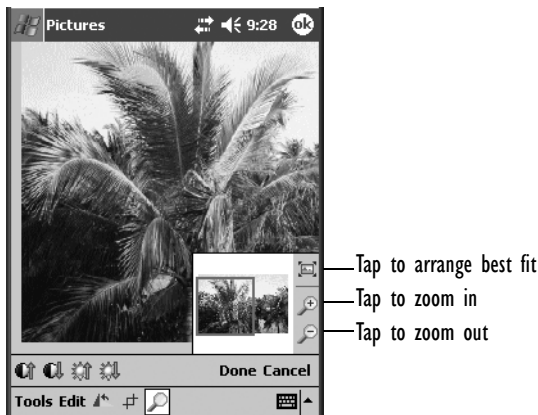 Pictures 9:28 ok
Tap to arrange best fit
Tap to zoom in
Tap to zoom out
Done Cancel
Tools Edit